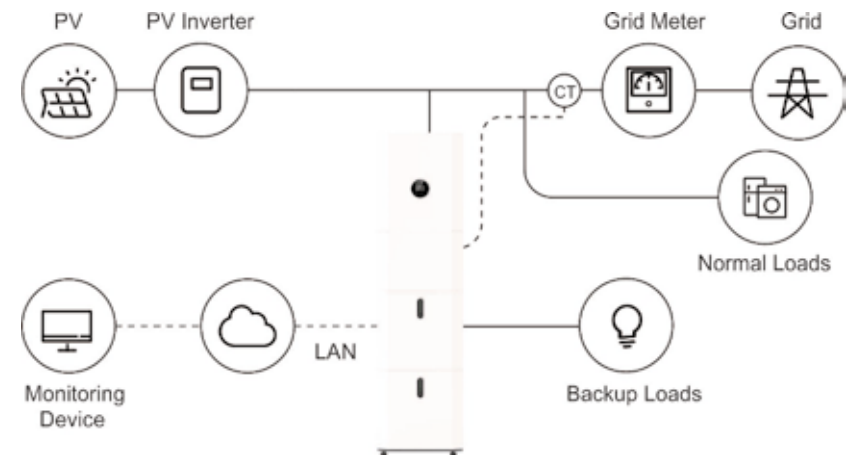 PV
PV Inverter
Grid Meter
Grid
CT
Normal Loads
LAN
Monitoring
Device
Backup Loads